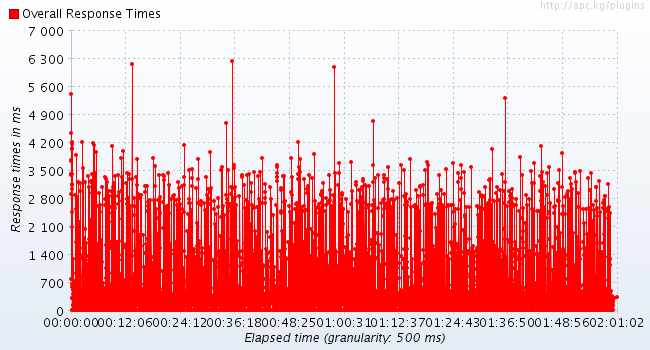 http://apc.kg/plugins
Overall Response Times
7 000
6 300
5 600
4 900
4 200
3 500
2 800
2 100
1 400
700
0
Response times in ms
00:00:00 00:12:06 00:24:12 00:36:18 00:48:25 01:00:31 01:12:37 01:24:43 01:36:50 01:48:56 02:01:02
Elapsed time (granularity: 500 ms)